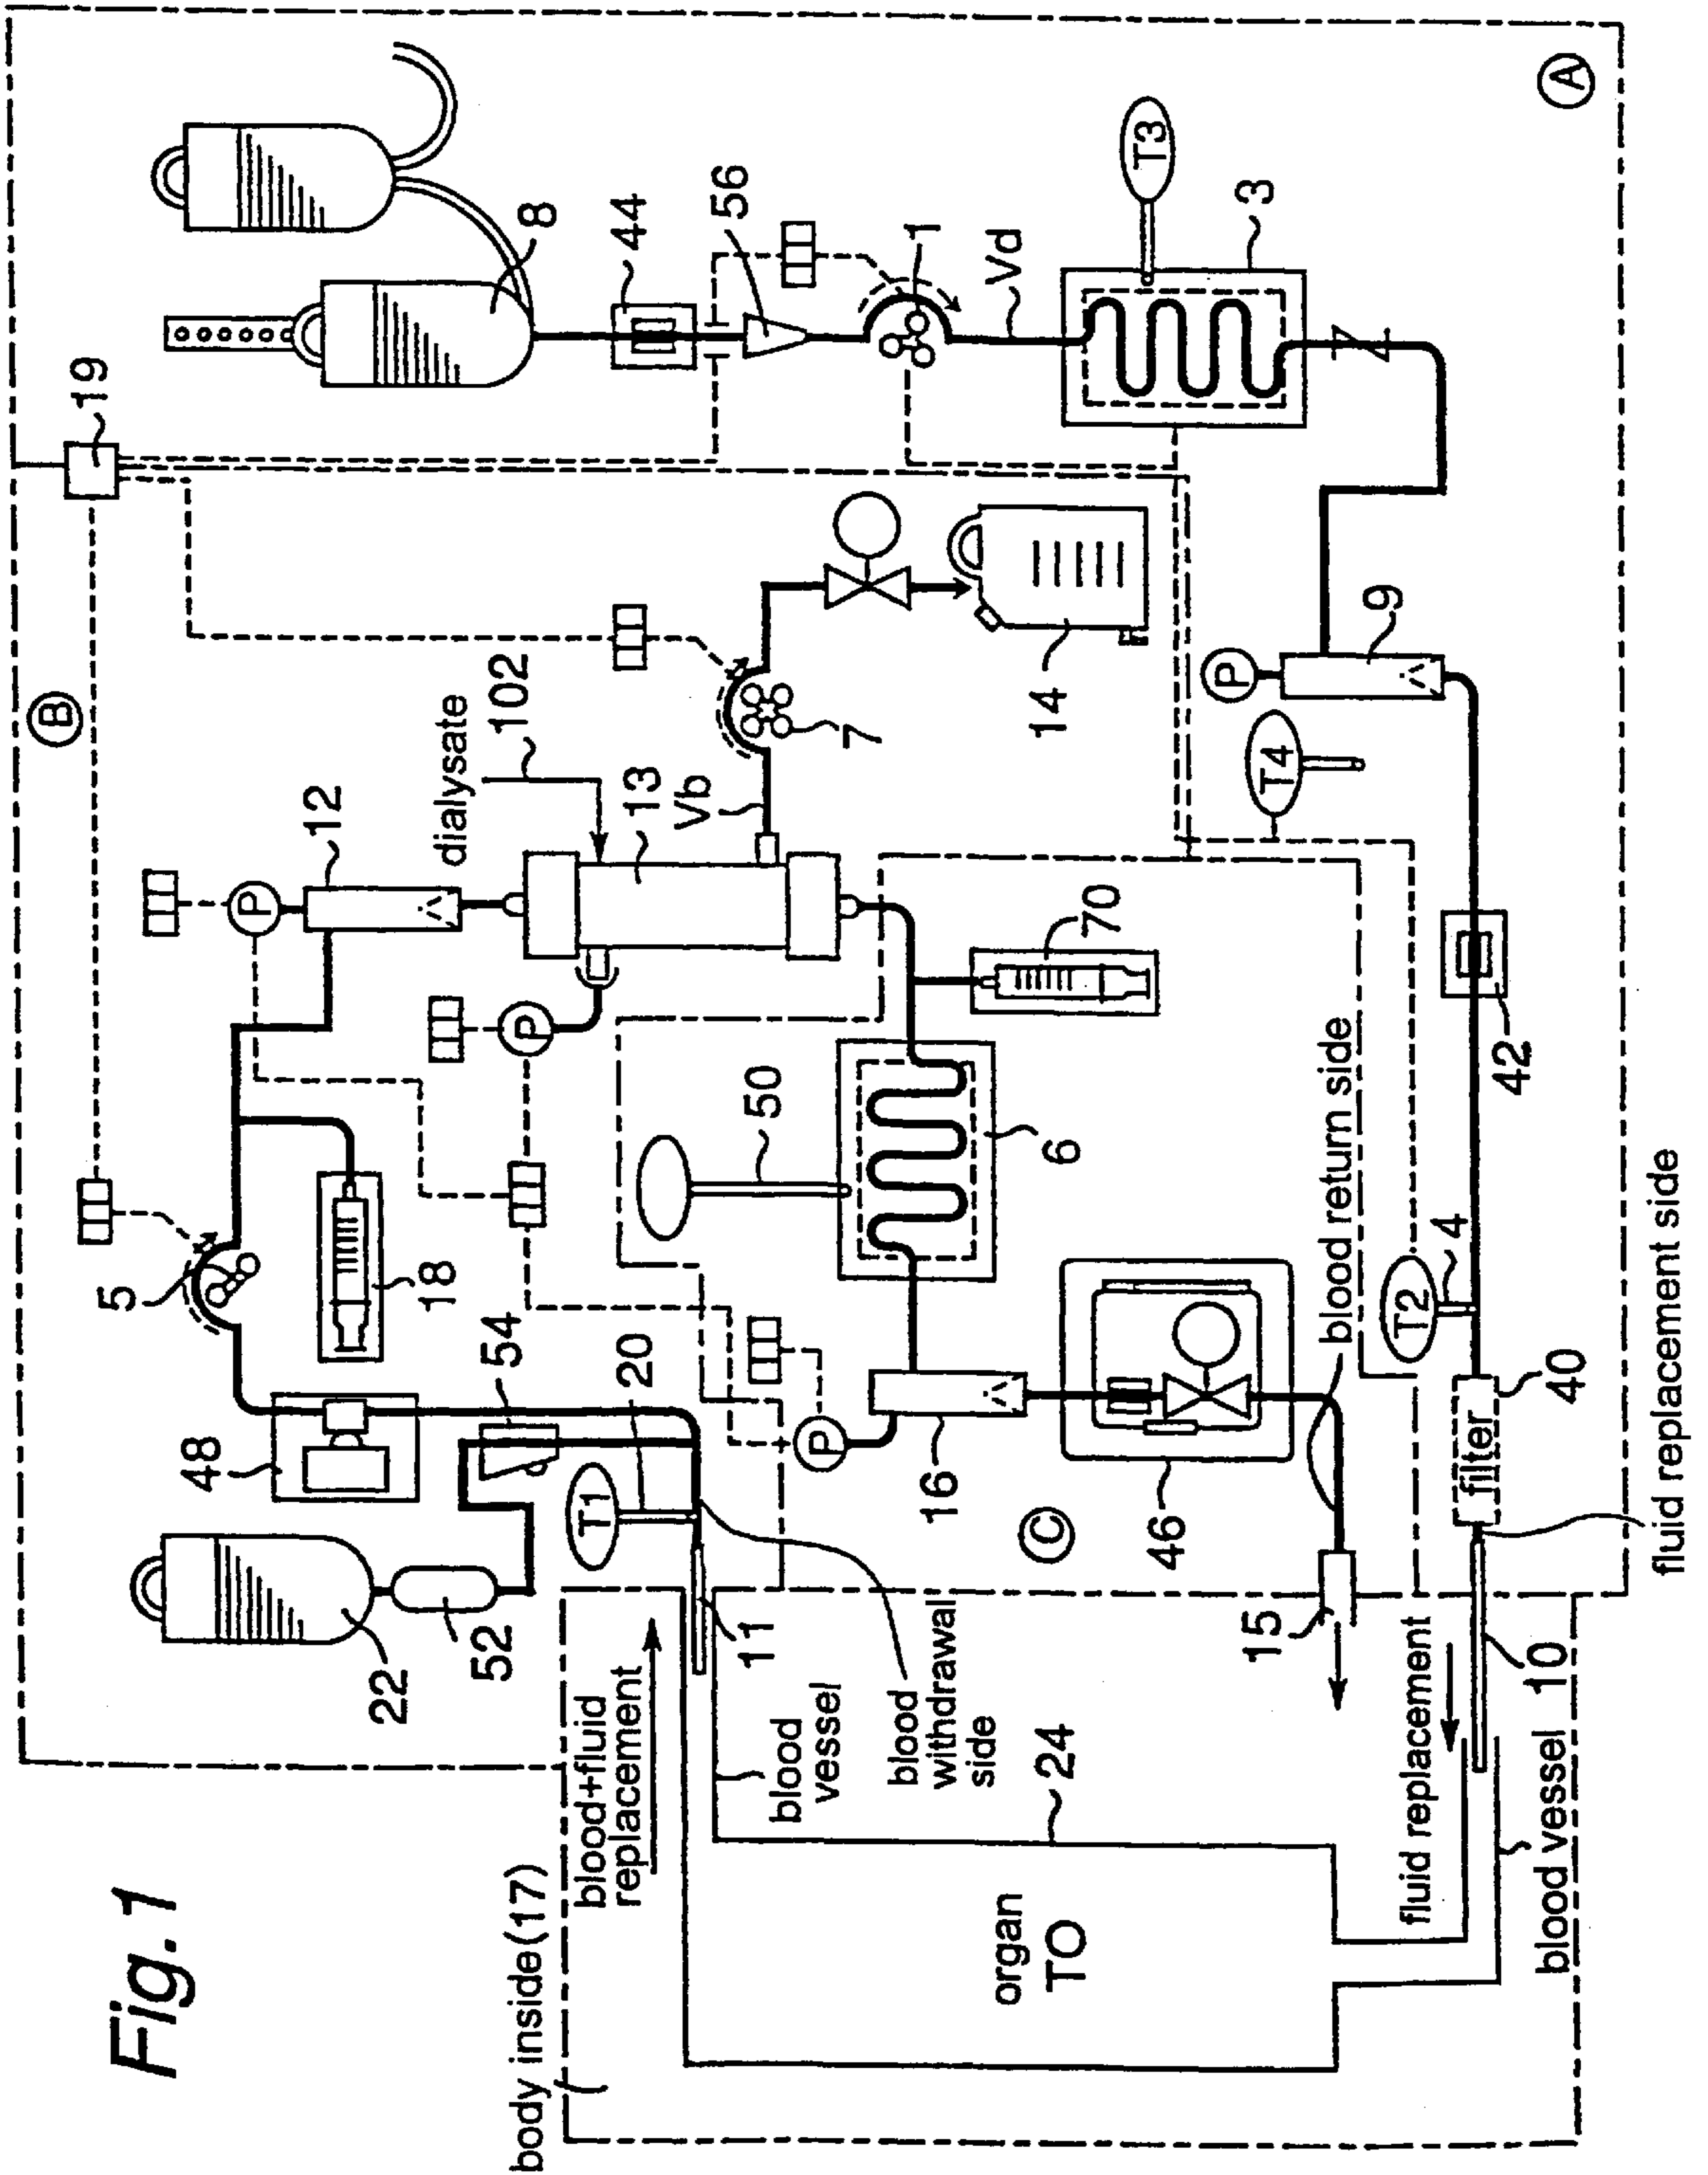 Fig. 1
B
19
5
12
48
22
18
52
54
dialysate
102
44
8
body inside(17)
blood+fluid
replacement
T1
20
13
Vb
56
11
blood
vessel
blood
withdrawal
side
P
P
P
50
7
1
16
C
organ
TO
24
6
70
14
Vd
46
T3
3
15
blood return side
T4
P
9
fluid replacement
T2
4
filter
40
42
10
blood vessel
A
fluid replacement side